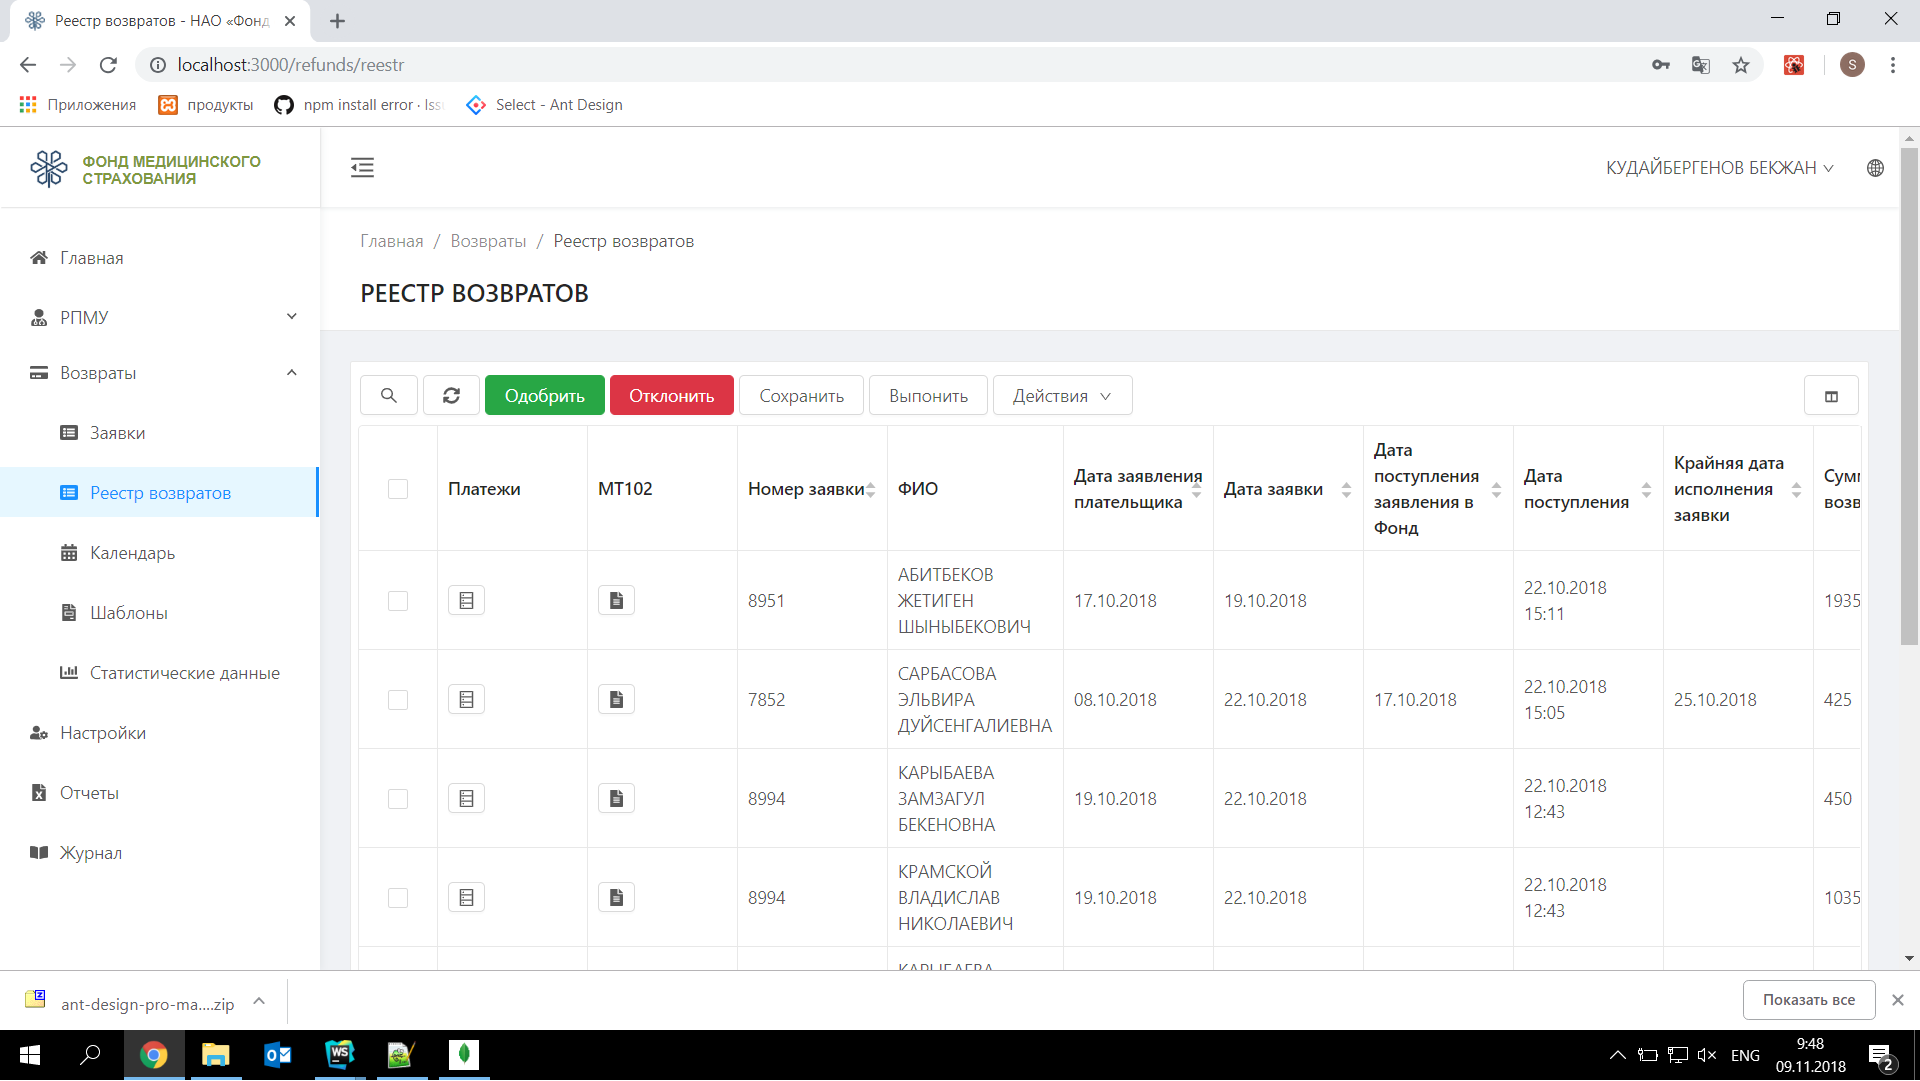 Реестр возвратов - НАО «Фонд
localhost:3000/refunds/reestr
S
Приложения
продукты
npm install error · Iss
Select - Ant Design
ФОНД МЕДИЦИНСКОГО
СТРАХОВАНИЯ
КУДАЙБЕРГЕНОВ БЕКЖАН
Главная
РПМУ
Возвраты
Заявки
Реестр возвратов
Календарь
Шаблоны
Статистические данные
Настройки
Отчеты
Журнал
Главная / Возвраты / Реестр возвратов
РЕЕСТР ВОЗВРАТОВ
Одобрить
Отклонить
Сохранить
Выпонить
Действия
Платежи
МТ102
Номер заявки
ФИО
Дата заявления
плательщика
Дата заявки
Дата
поступления
заявления в
Фонд
Дата
поступления
Крайняя дата
исполнения
заявки
Сумм
возв
8951
АБИТБЕКОВ
ЖЕТИГЕН
ШЫНЫБЕКОВИЧ
17.10.2018
19.10.2018
22.10.2018
15:11
1935
7852
САРБАСОВА
ЭЛЬВИРА
ДУЙСЕНГАЛИЕВНА
08.10.2018
22.10.2018
17.10.2018
22.10.2018
15:05
25.10.2018
425
8994
КАРЫБАЕВА
ЗАМЗАГУЛ
БЕКЕНОВНА
19.10.2018
22.10.2018
22.10.2018
12:43
450
8994
КРАМСКОЙ
ВЛАДИСЛАВ
НИКОЛАЕВИЧ
19.10.2018
22.10.2018
22.10.2018
12:43
1035
КАРЫБАЕВА
ant-design-pro-ma....zip
Показать все
WS
ENG
9:48
09.11.2018
2